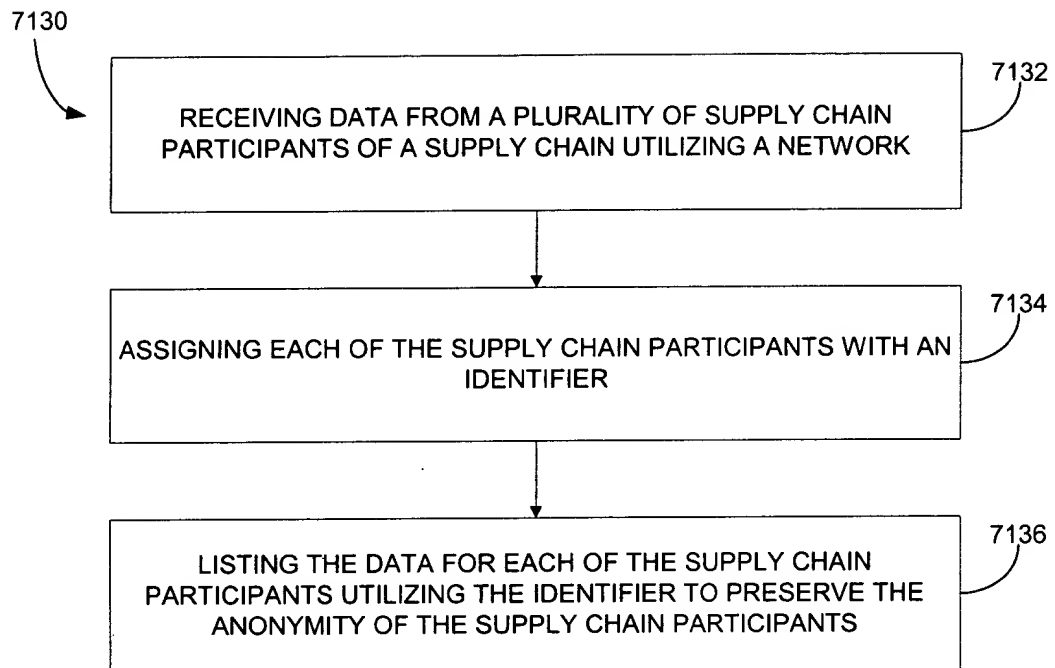 7130
7132
RECEIVING DATA FROM A PLURALITY OF SUPPLY CHAIN
PARTICIPANTS OF A SUPPLY CHAIN UTILIZING A NETWORK
7134
ASSIGNING EACH OF THE SUPPLY CHAIN PARTICIPANTS WITH AN
IDENTIFIER
7136
LISTING THE DATA FOR EACH OF THE SUPPLY CHAIN
PARTICIPANTS UTILIZING THE IDENTIFIER TO PRESERVE THE
ANONYMITY OF THE SUPPLY CHAIN PARTICIPANTS